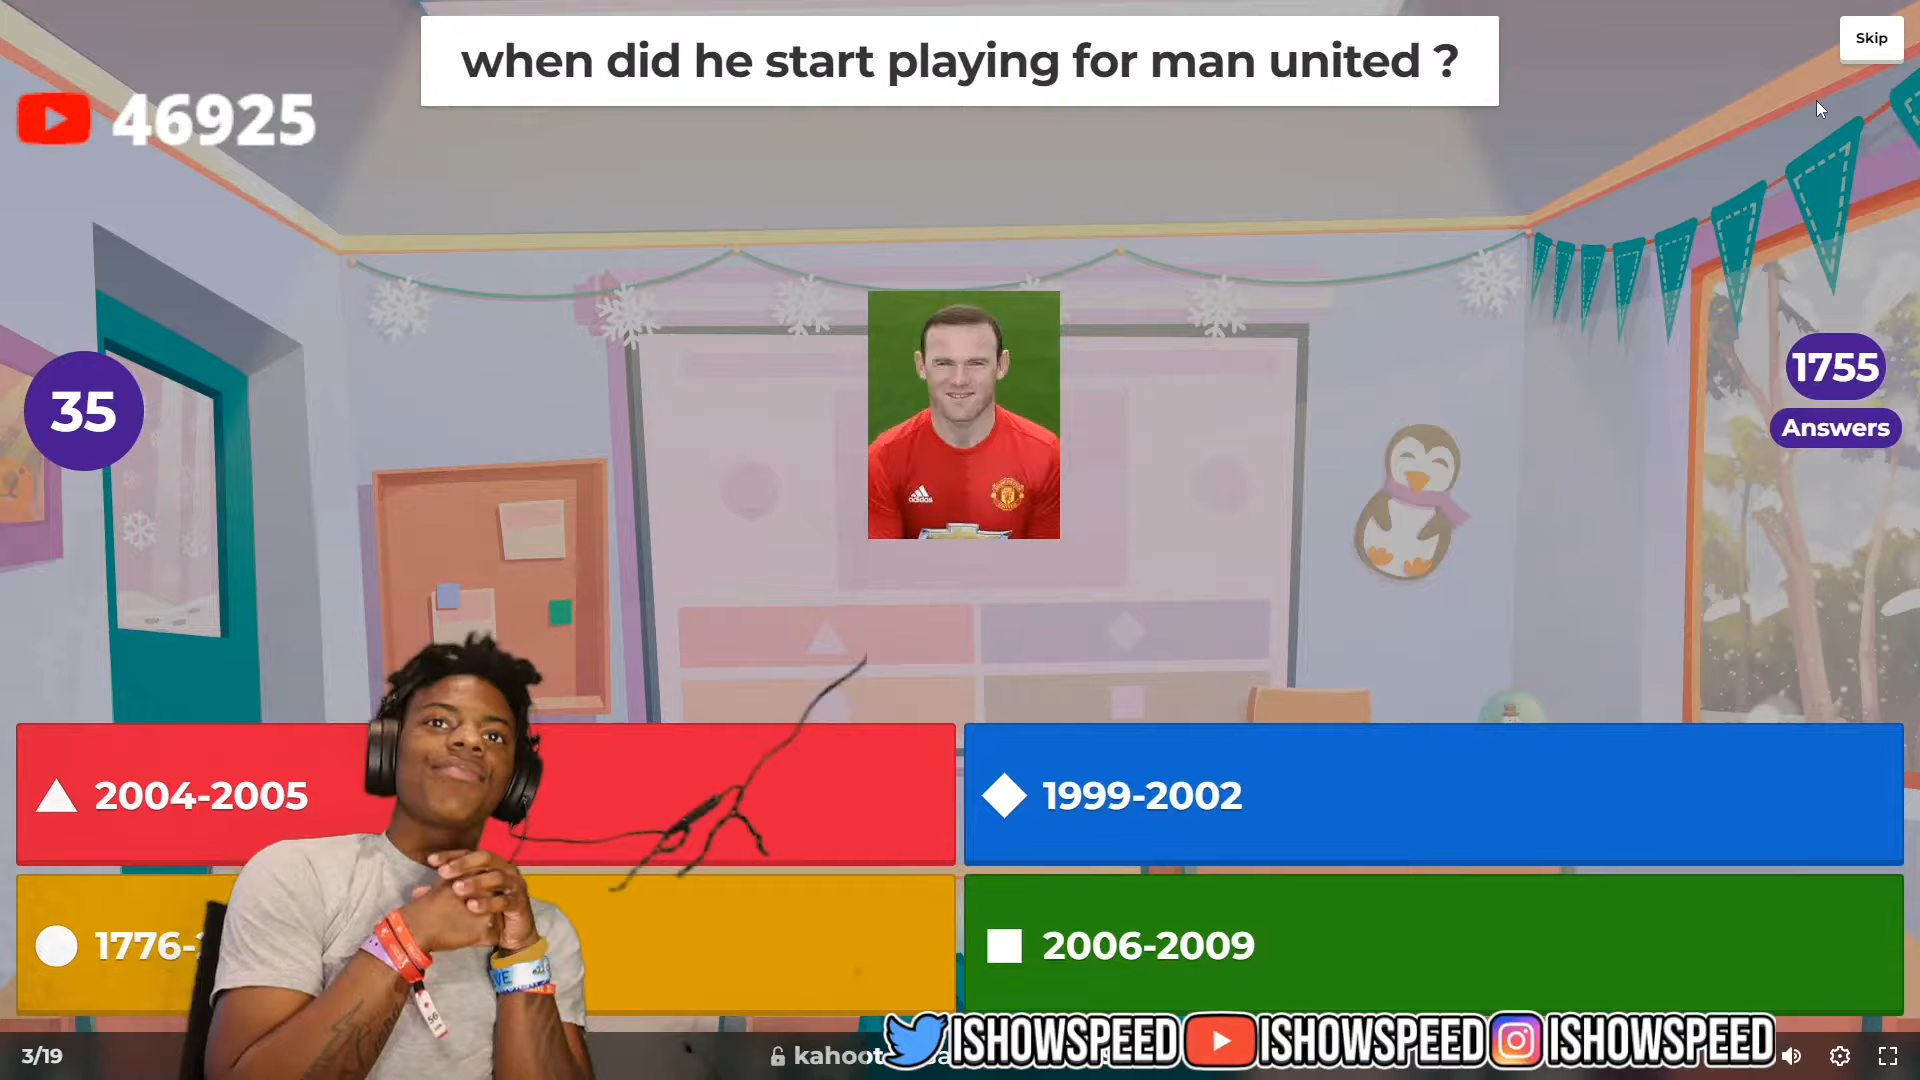 when did he start playing for man united ?
Skip
46925
35
1755
Answers
adidas
2004-2005
1999-2002
1776-
2006-2009
3/19
kahoot
ISHOWSPEED
ISHOWSPEED
ISHOWSPEED